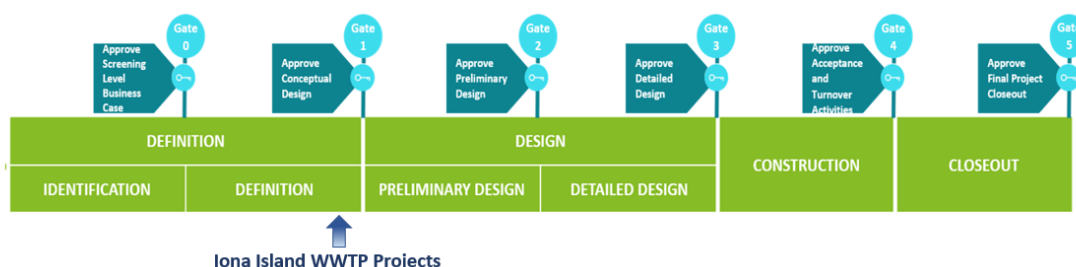 Gate
0
Approve
Screening
Level
Business
Case
Gate
1
Approve
Conceptual
Design
Gate
2
Approve
Preliminary
Design
Gate
3
Approve
Detailed
Design
Gate
4
Approve
Acceptance
and
Turnover
Activities
Gate
5
Approve
Final Project
Closeout
DEFINITION
DESIGN
CONSTRUCTION
CLOSEOUT
IDENTIFICATION
DEFINITION
PRELIMINARY DESIGN
DETAILED DESIGN
Iona Island WWTP Projects